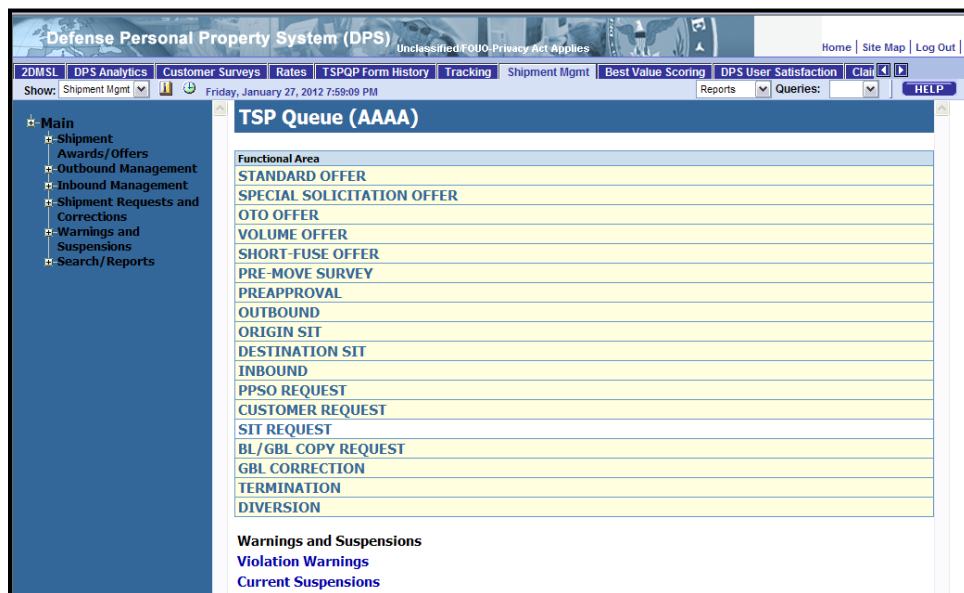 Defense Personal Property System (DPS)
Unclassified/FOUO-Privacy Act Applies
Home | Site Map | Log Out |
2DMSL DPS Analytics Customer Surveys Rates TSPQP Form History Tracking Shipment Mgmt Best Value Scoring DPS User Satisfaction Clai
Show: Shipment Mgmt Friday, January 27, 2012 7:59:09 PM Reports Queries: HELP
Main
Shipment
Awards/Offers
Outbound Management
Inbound Management
Shipment Requests and
Corrections
Warnings and
Suspensions
Search/Reports
TSP Queue (AAAA)
Functional Area
STANDARD OFFER
SPECIAL SOLICITATION OFFER
OTO OFFER
VOLUME OFFER
SHORT-FUSE OFFER
PRE-MOVE SURVEY
PREAPPROVAL
OUTBOUND
ORIGIN SIT
DESTINATION SIT
INBOUND
PPSO REQUEST
CUSTOMER REQUEST
SIT REQUEST
BL/GBL COPY REQUEST
GBL CORRECTION
TERMINATION
DIVERSION
Warnings and Suspensions
Violation Warnings
Current Suspensions